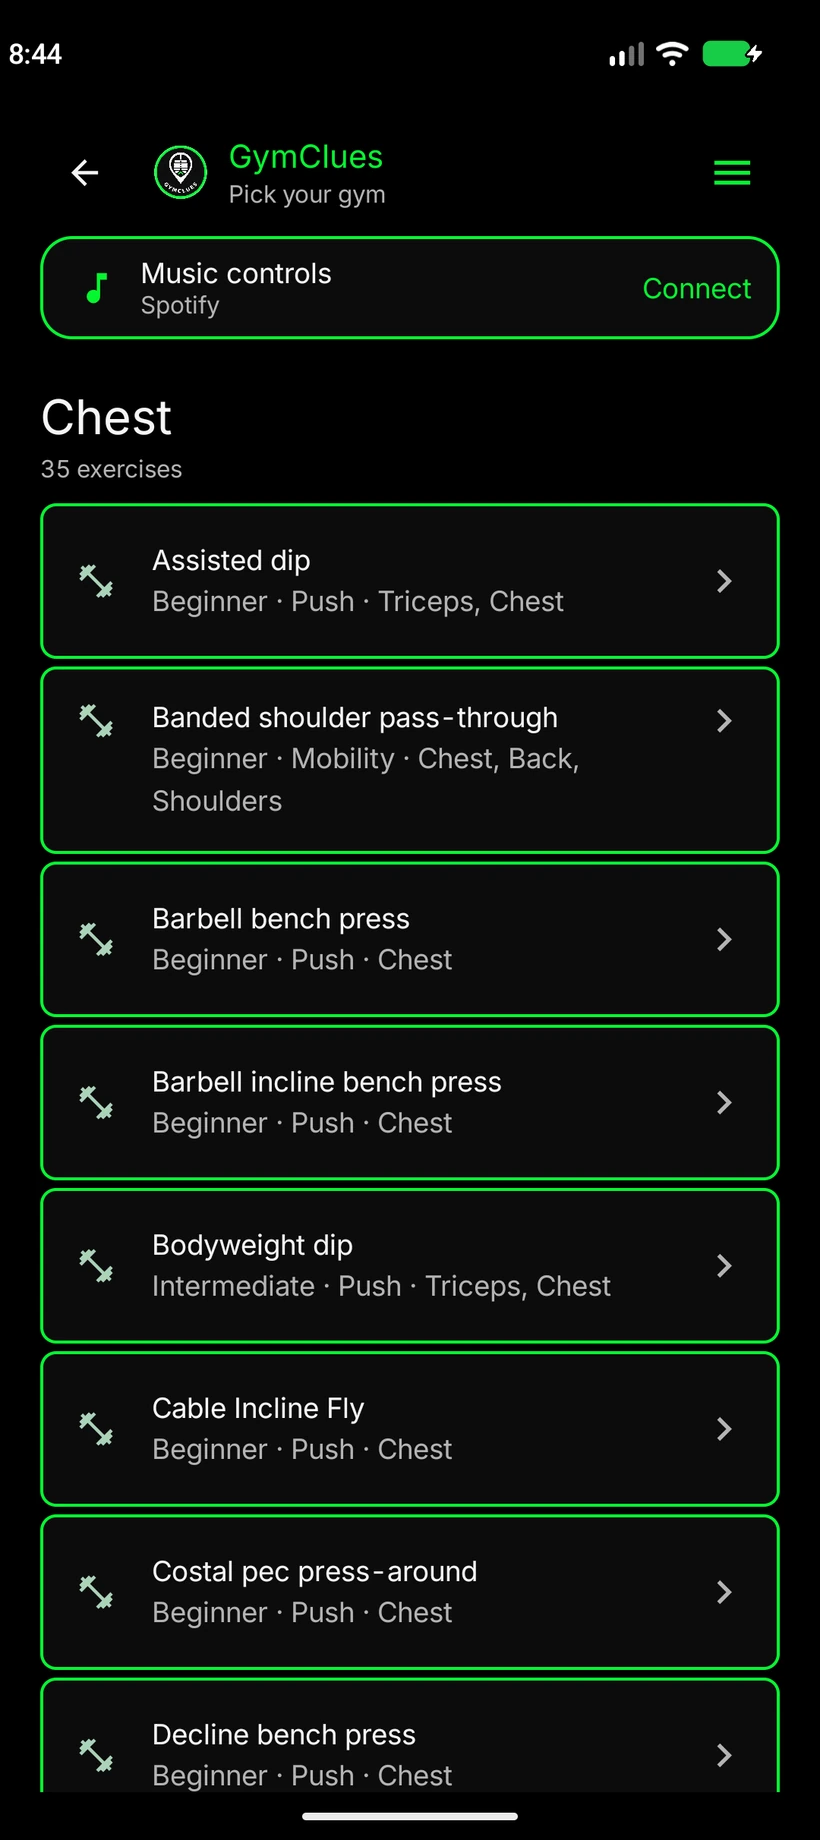 8:44
GymClues
Pick your gym
GYMCLUES
Music controls
Spotify
Connect
Chest
35 exercises
Assisted dip
Beginner · Push · Triceps, Chest
Banded shoulder pass-through
Beginner · Mobility · Chest, Back,
Shoulders
Barbell bench press
Beginner · Push · Chest
Barbell incline bench press
Beginner · Push · Chest
Bodyweight dip
Intermediate · Push · Triceps, Chest
Cable Incline Fly
Beginner · Push · Chest
Costal pec press-around
Beginner · Push · Chest
Decline bench press
Beginner · Push · Chest